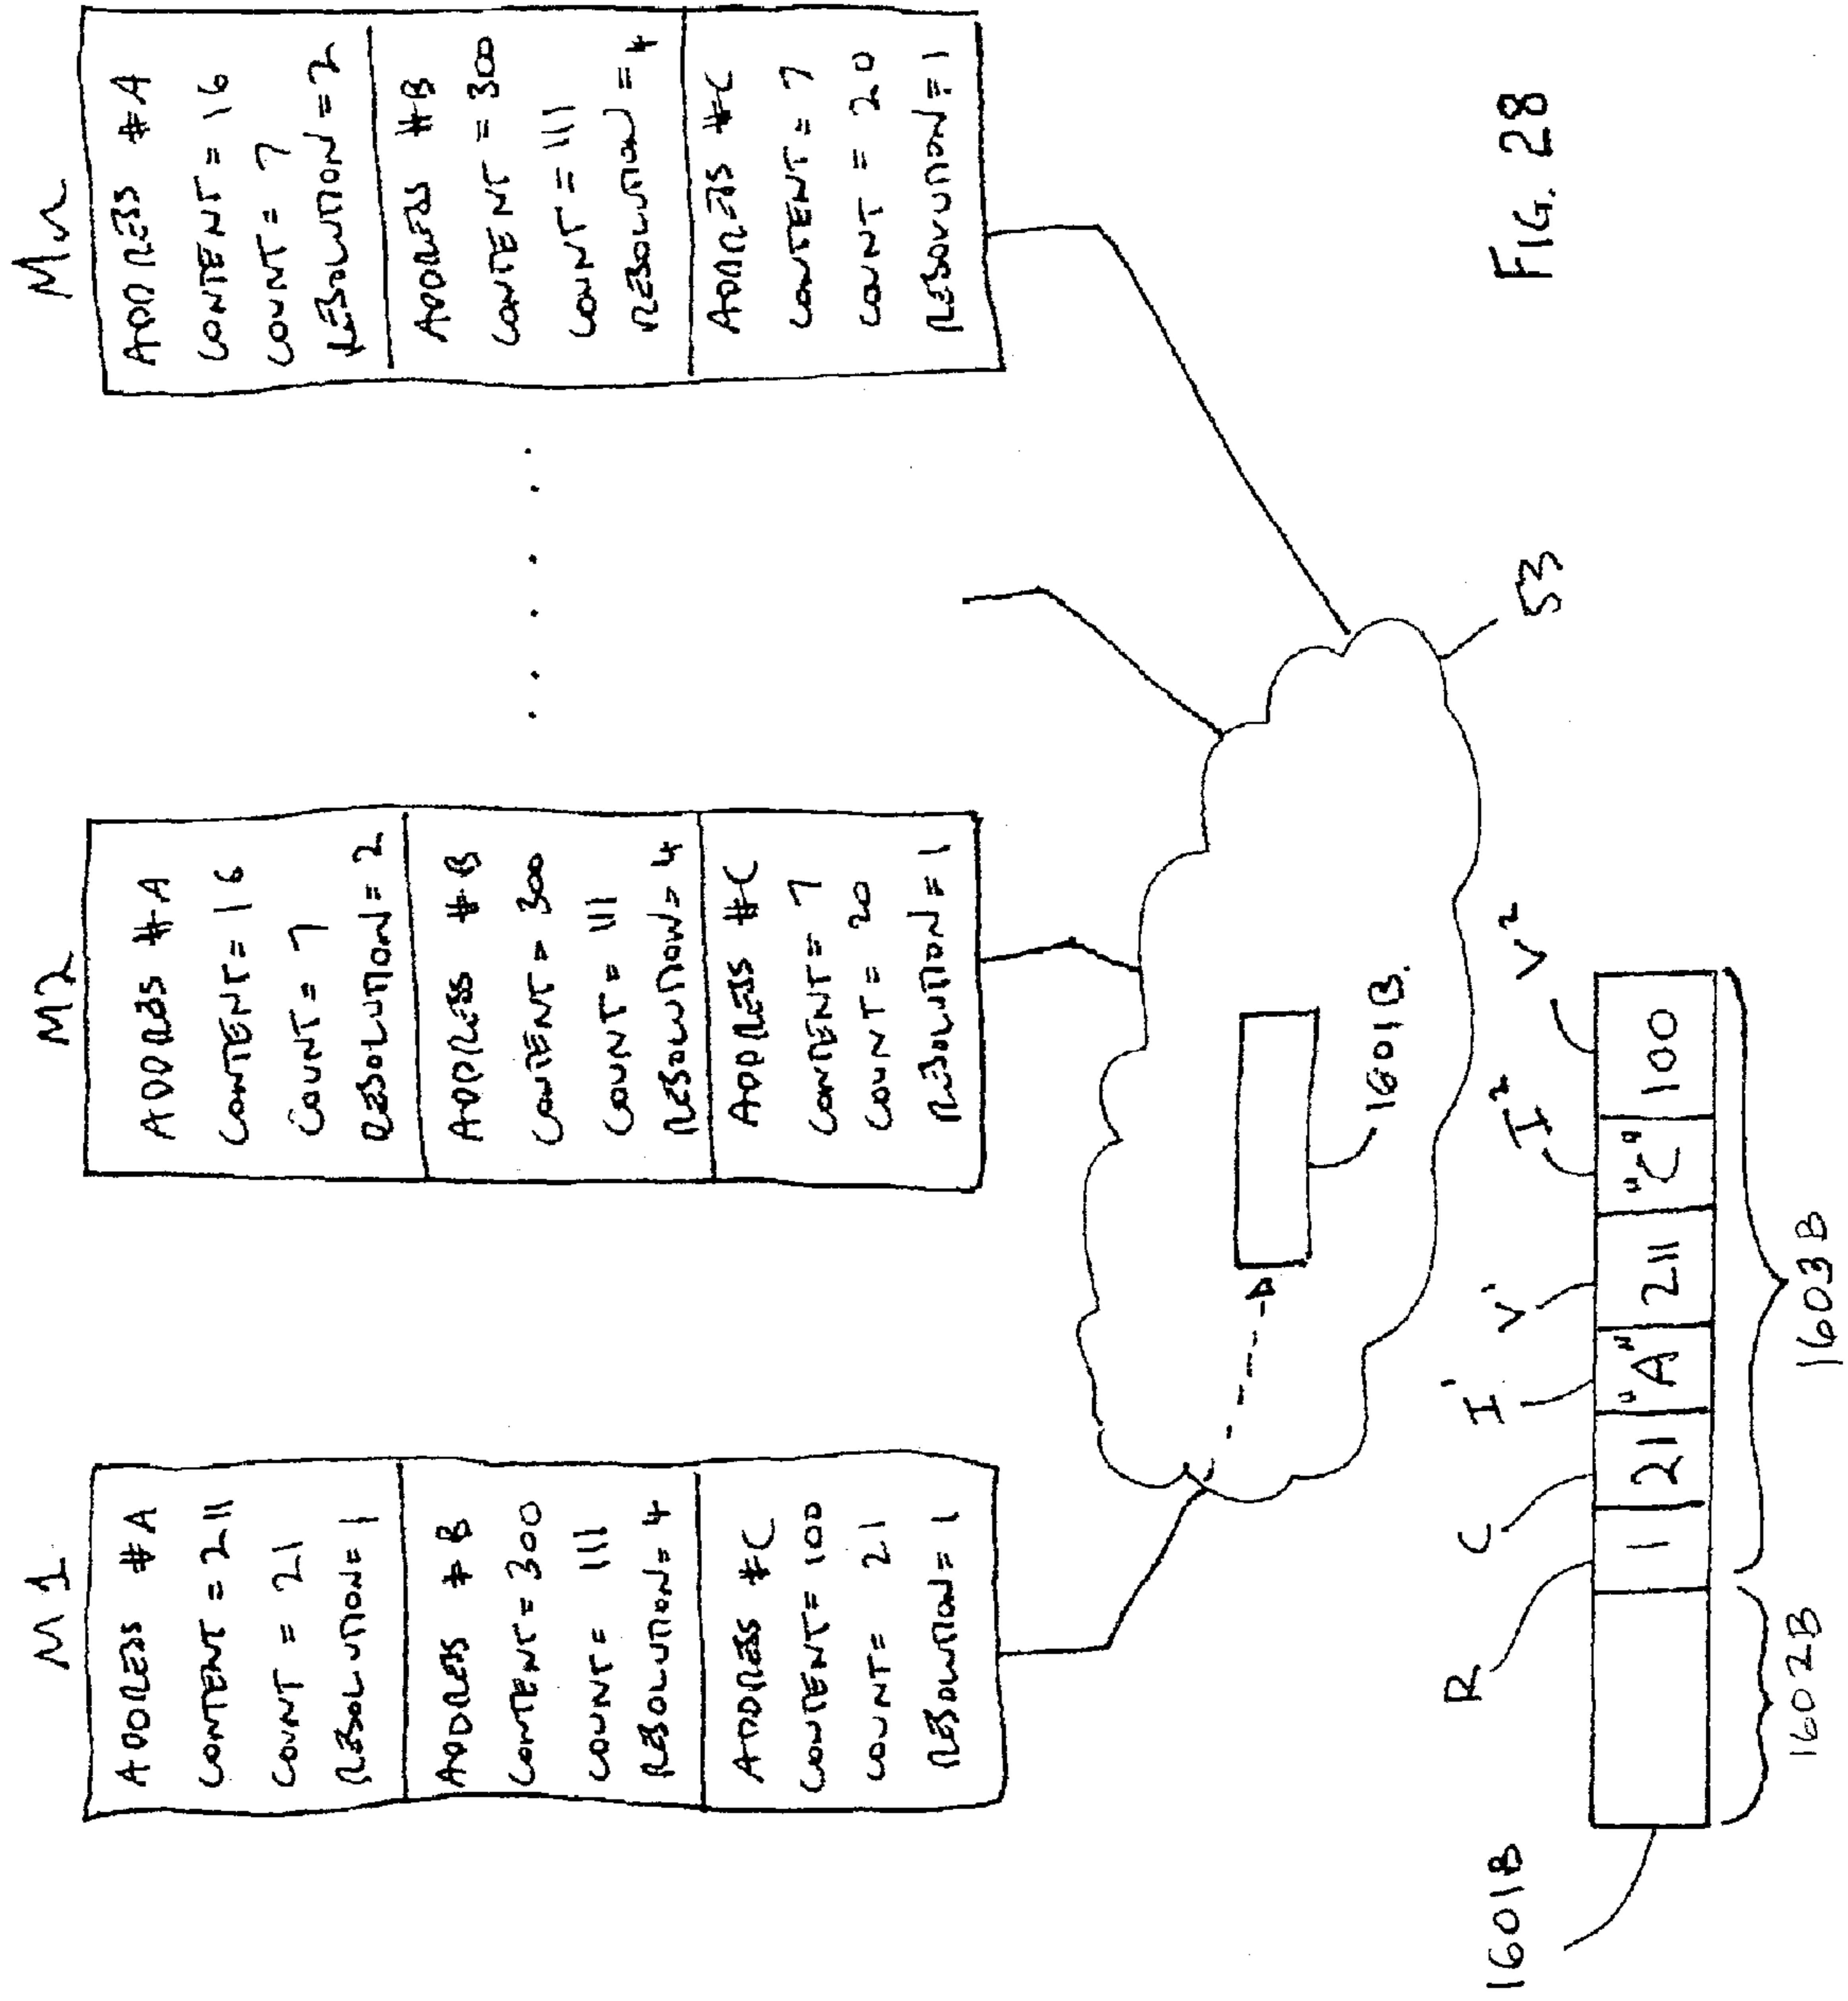 M1
ADDRESS #A
CONTENT = 211
COUNT = 21
RESOLUTION = 1
ADDRESS #B
CONTENT = 300
COUNT = 111
RESOLUTION = 4
ADDRESS #C
CONTENT = 100
COUNT = 21
RESOLUTION = 1
M2
ADDRESS #A
CONTENT = 16
COUNT = 7
RESOLUTION = 2
ADDRESS #B
CONTENT = 300
COUNT = 111
RESOLUTION = 4
ADDRESS #C
CONTENT = 7
COUNT = 20
RESOLUTION = 1
Mn
ADDRESS #A
CONTENT = 16
COUNT = 7
RESOLUTION = 2
ADDRESS #B
CONTENT = 300
COUNT = 111
RESOLUTION = 4
ADDRESS #C
CONTENT = 7
COUNT = 20
RESOLUTION = 1
1601B.
53
1601B
R C I¹ V¹ I² V²
1 21 "A" 211 "C" 100
1602B
1603B
FIG. 28